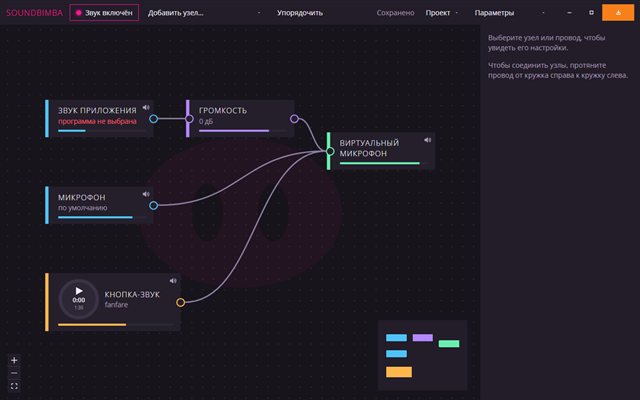 SOUNDBIMBA
Звук включён
Добавить узел...
Упорядочить
Сохранено
Проект
Параметры
Выберите узел или провод, чтобы
увидеть его настройки.
Чтобы соединить узлы, протяните
провод от кружка справа к кружку слева.
ЗВУК ПРИЛОЖЕНИЯ
программа не выбрана
ГРОМКОСТЬ
0 дБ
ВИРТУАЛЬНЫЙ
МИКРОФОН
МИКРОФОН
по умолчанию
0:00
1:30
КНОПКА-ЗВУК
fanfare